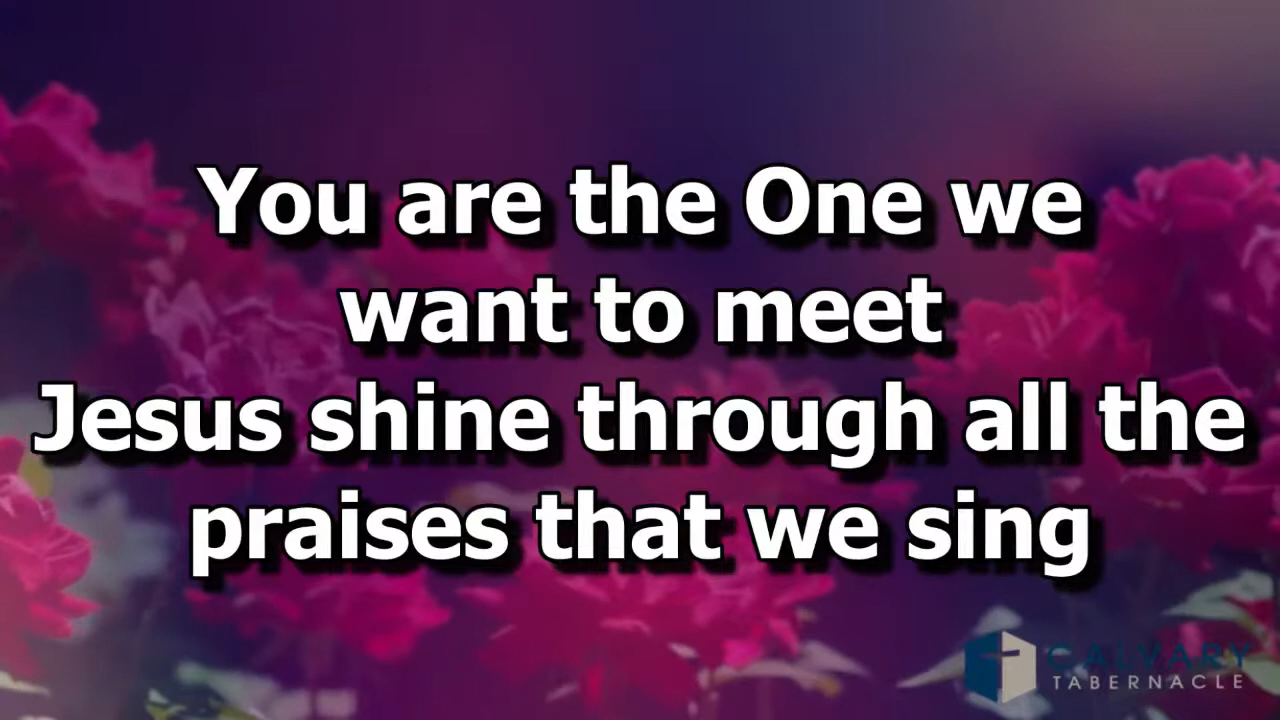 You are the One we
want to meet
Jesus shine through all the
praises that we sing
CALVARY
TABERNACLE